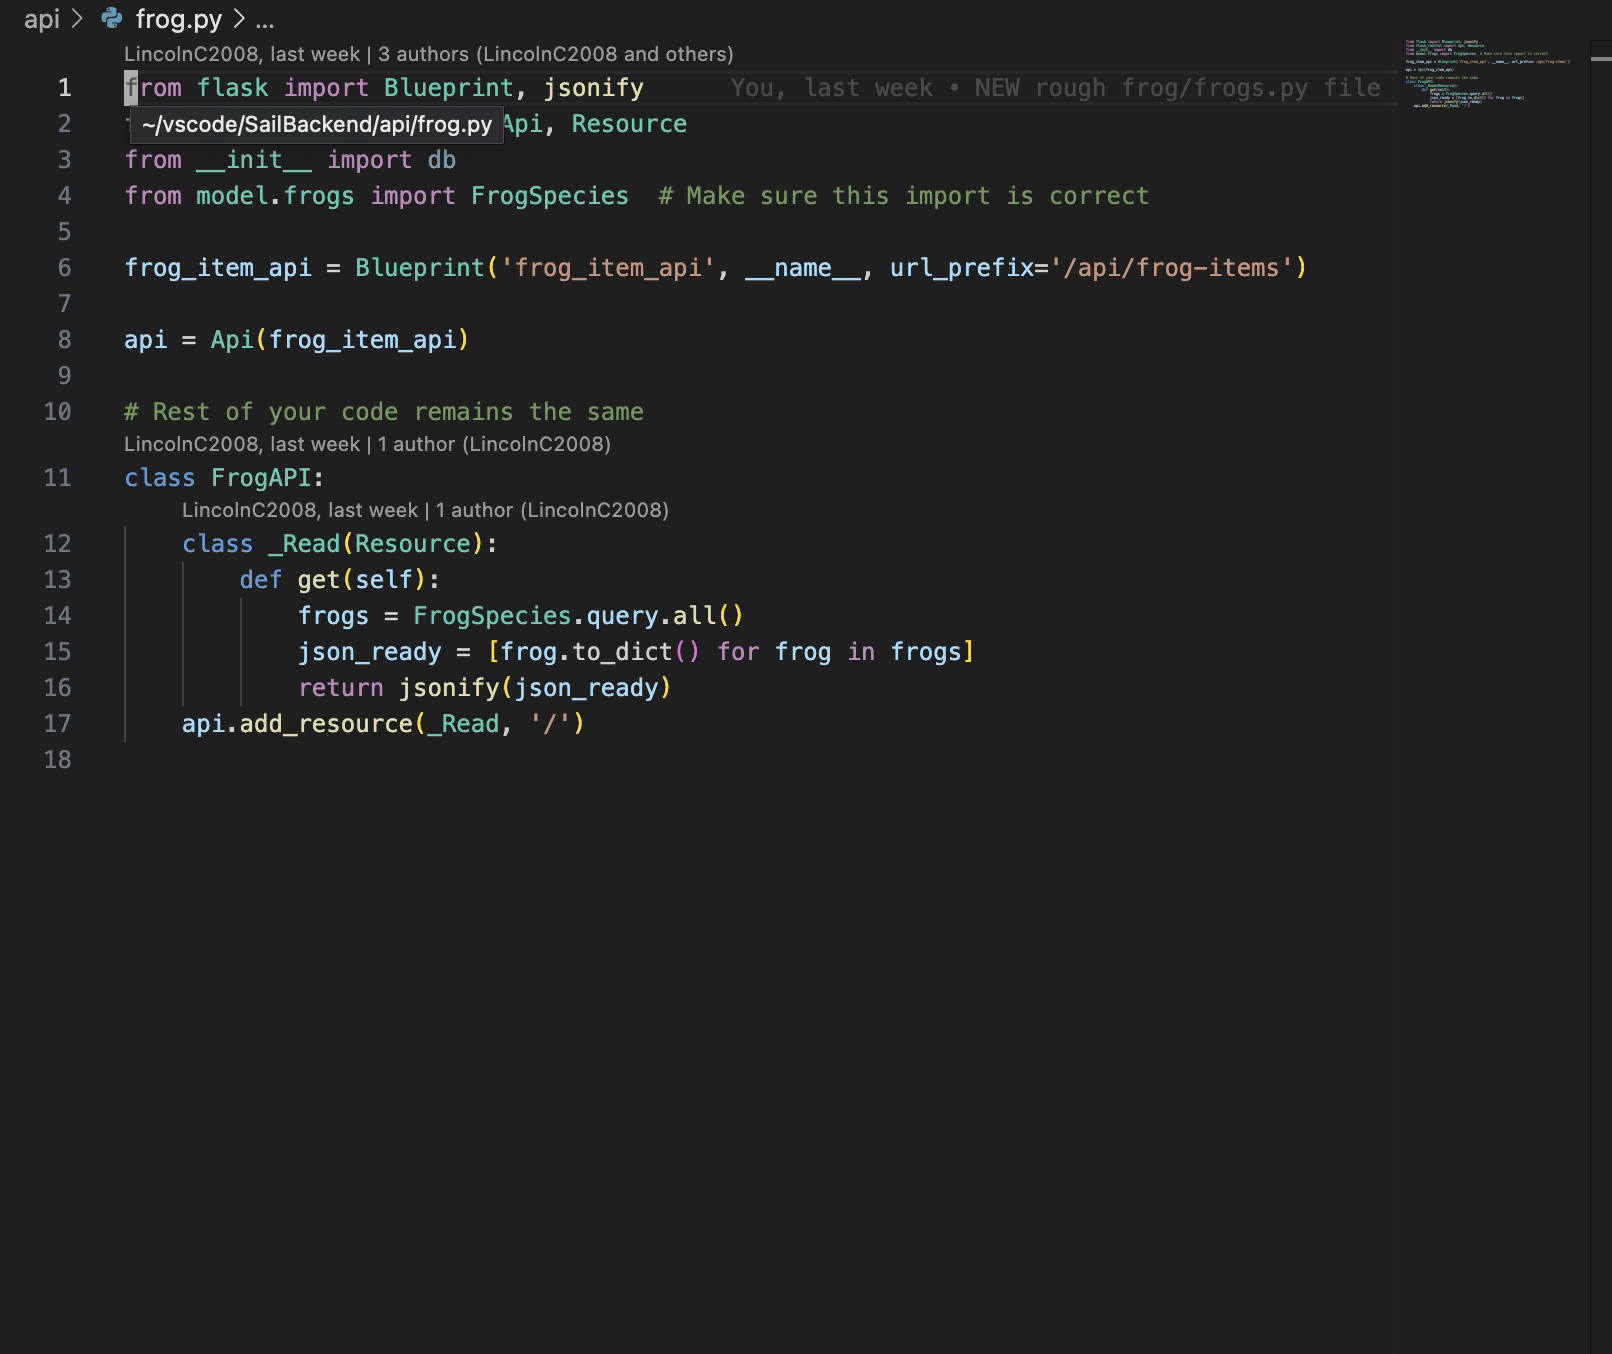 api > frog.py > ...
LincolnC2008, last week | 3 authors (LincolnC2008 and others)
1 from flask import Blueprint, jsonify You, last week • NEW rough frog/frogs.py file
2 Api, Resource
~/vscode/SailBackend/api/frog.py
3 from __init__ import db
4 from model.frogs import FrogSpecies  # Make sure this import is correct
5
6 frog_item_api = Blueprint('frog_item_api', __name__, url_prefix='/api/frog-items')
7
8 api = Api(frog_item_api)
9
10 # Rest of your code remains the same
LincolnC2008, last week | 1 author (LincolnC2008)
11 class FrogAPI:
LincolnC2008, last week | 1 author (LincolnC2008)
12     class _Read(Resource):
13         def get(self):
14             frogs = FrogSpecies.query.all()
15             json_ready = [frog.to_dict() for frog in frogs]
16             return jsonify(json_ready)
17     api.add_resource(_Read, '/')
18